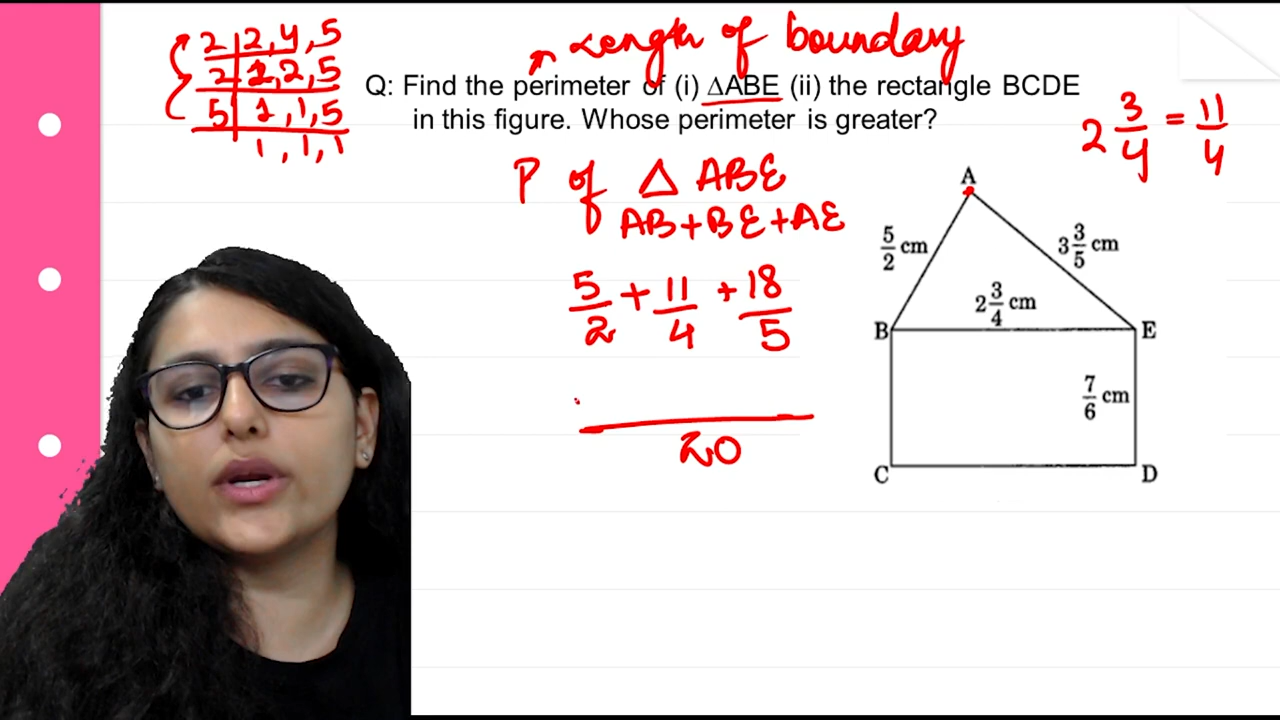 2 | 2, 4, 5
2 | 1, 2, 5
5 | 1, 1, 5
1, 1, 1
Length of boundary
Q: Find the perimeter of (i) ∆ABE (ii) the rectangle BCDE
in this figure. Whose perimeter is greater?
2 3/4 = 11/4
P of △ ABE
AB+BE+AE
5/2 + 11/4 + 18/5
20
A
5/2 cm
3 3/5 cm
2 3/4 cm
B
E
7/6 cm
C
D